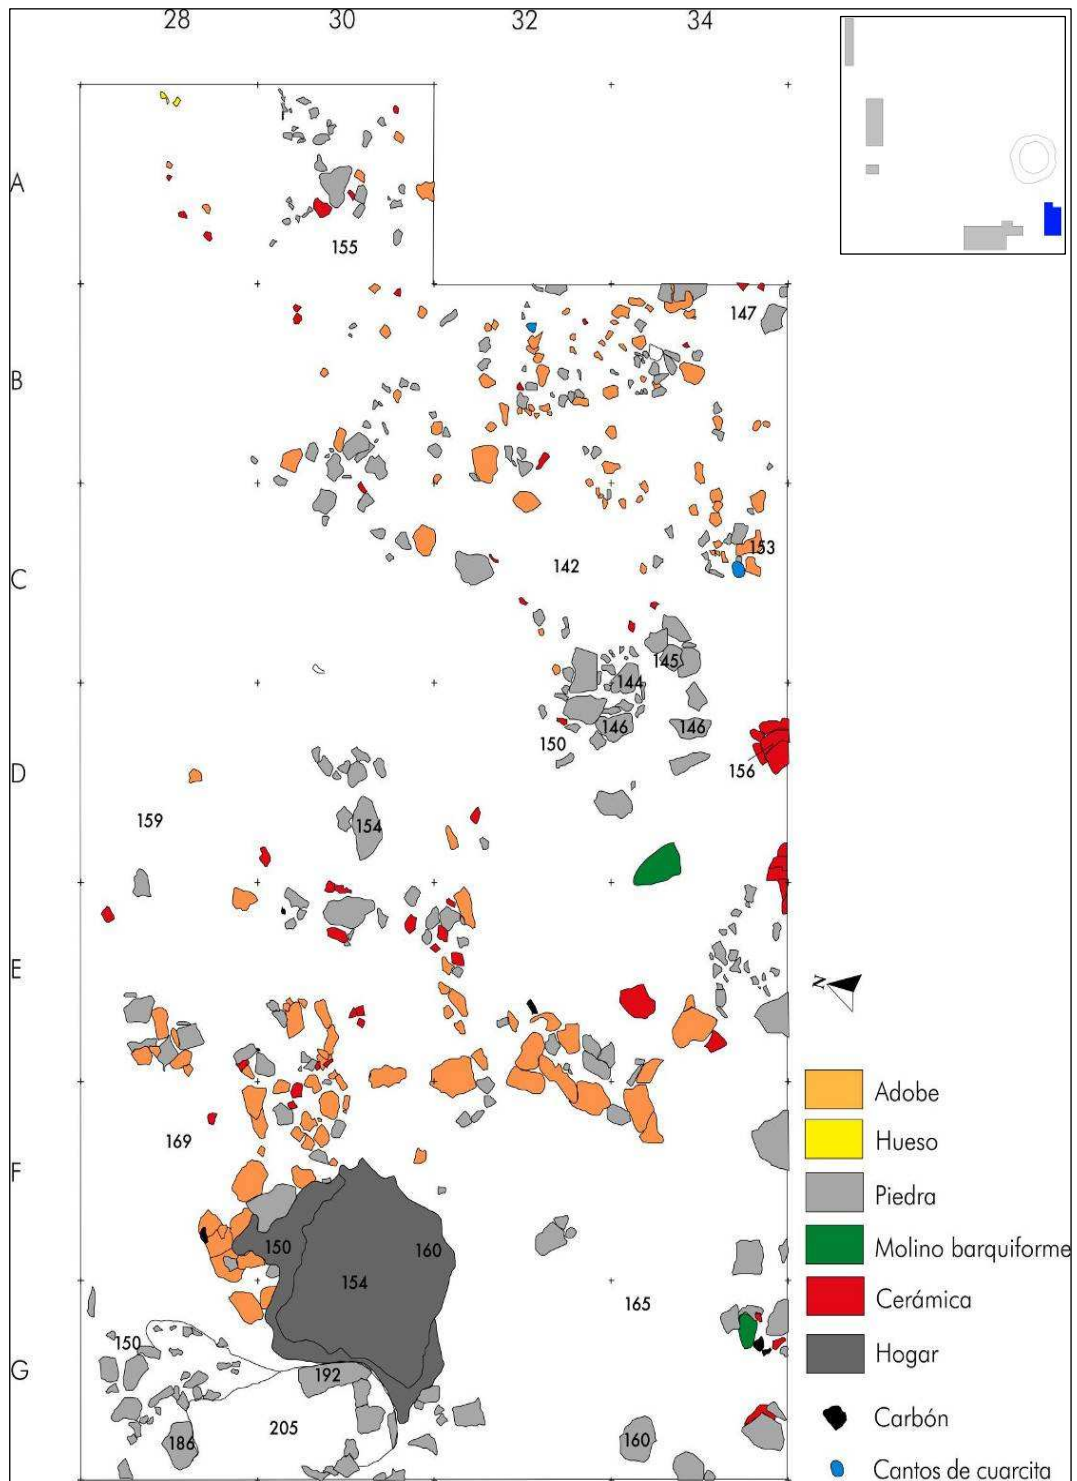 28 30 32 34
A
155
147
B
153
142
C
145
144
146 146
150
156
D
159
154
E
N
Adobe
169
Hueso
F
Piedra
150 160
Molino barquiforme
154
165
Cerámica
150
Hogar
G
192
205
Carbón
186
160
Cantos de cuarcita